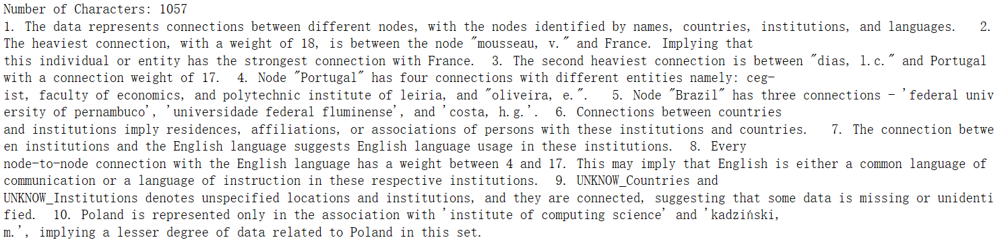 Number of Characters: 1057
1. The data represents connections between different nodes, with the nodes identified by names, countries, institutions, and languages.   2.
The heaviest connection, with a weight of 18, is between the node "mousseau, v." and France. Implying that
this individual or entity has the strongest connection with France.  3. The second heaviest connection is between "dias, l.c." and Portugal
with a connection weight of 17.  4. Node "Portugal" has four connections with different entities namely: ceg-
ist, faculty of economics, and polytechnic institute of leiria, and "oliveira, e.".   5. Node "Brazil" has three connections - 'federal univ
ersity of pernambuco', 'universidade federal fluminense', and 'costa, h.g.'.  6. Connections between countries
and institutions imply residences, affiliations, or associations of persons with these institutions and countries.   7. The connection betwe
en institutions and the English language suggests English language usage in these institutions.  8. Every
node-to-node connection with the English language has a weight between 4 and 17. This may imply that English is either a common language of
communication or a language of instruction in these respective institutions.  9. UNKNOW_Countries and
UNKNOW_Institutions denotes unspecified locations and institutions, and they are connected, suggesting that some data is missing or unidenti
fied.  10. Poland is represented only in the association with 'institute of computing science' and 'kadziński,
m.', implying a lesser degree of data related to Poland in this set.